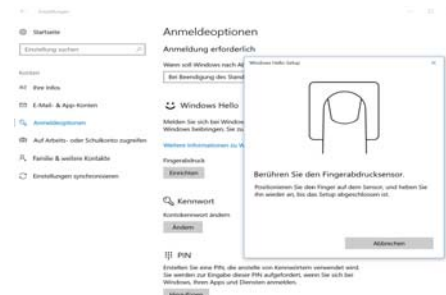 Einstellungen
Startseite
Einstellung suchen
Konten
Ihre Infos
E-Mail- & App-Konten
Anmeldeoptionen
Auf Arbeits- oder Schulkonto zugreifen
Familie & weitere Kontakte
Einstellungen synchronisieren
Anmeldeoptionen
Anmeldung erforderlich
Wann soll Windows nach Ab
Bei Beendigung des Stand
Windows Hello
Melden Sie sich bei Window
Windows beibringen, Sie zu
Weitere Informationen zu W
Fingerabdruck
Einrichten
Kennwort
Kontokennwort ändern
Ändern
PIN
Erstellen Sie eine PIN, die anstelle von Kennwörtern verwendet wird.
Sie werden zur Eingabe dieser PIN aufgefordert, wenn Sie sich bei
Windows, Ihren Apps und Diensten anmelden.
Windows Hello-Setup
Berühren Sie den Fingerabdrucksensor.
Positionieren Sie den Finger auf dem Sensor, und heben Sie
ihn wieder an, bis das Setup abgeschlossen ist.
Abbrechen